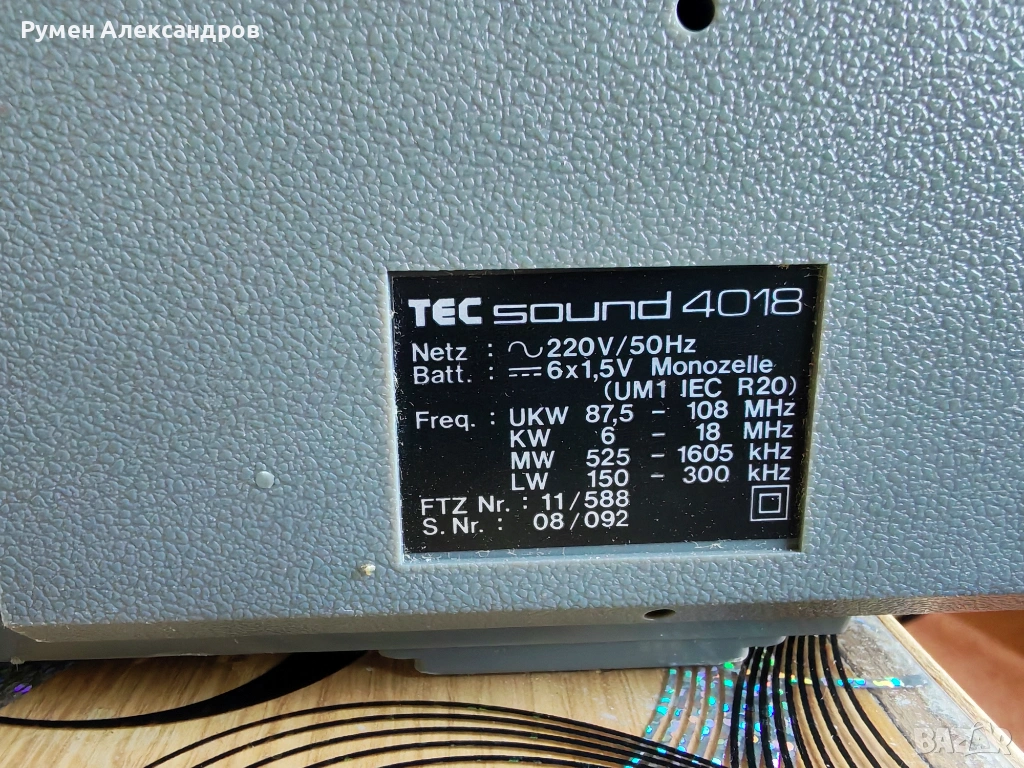 Румен Александров
TEC sound 4018
Netz : 220V/50Hz
Batt. : 6x1,5V Monozelle
(UM1 IEC R20)
Freq. : UKW 87,5 – 108 MHz
KW 6 – 18 MHz
MW 525 – 1605 kHz
LW 150 – 300 kHz
FTZ Nr. : 11/588
S. Nr. : 08/092
BAZAR